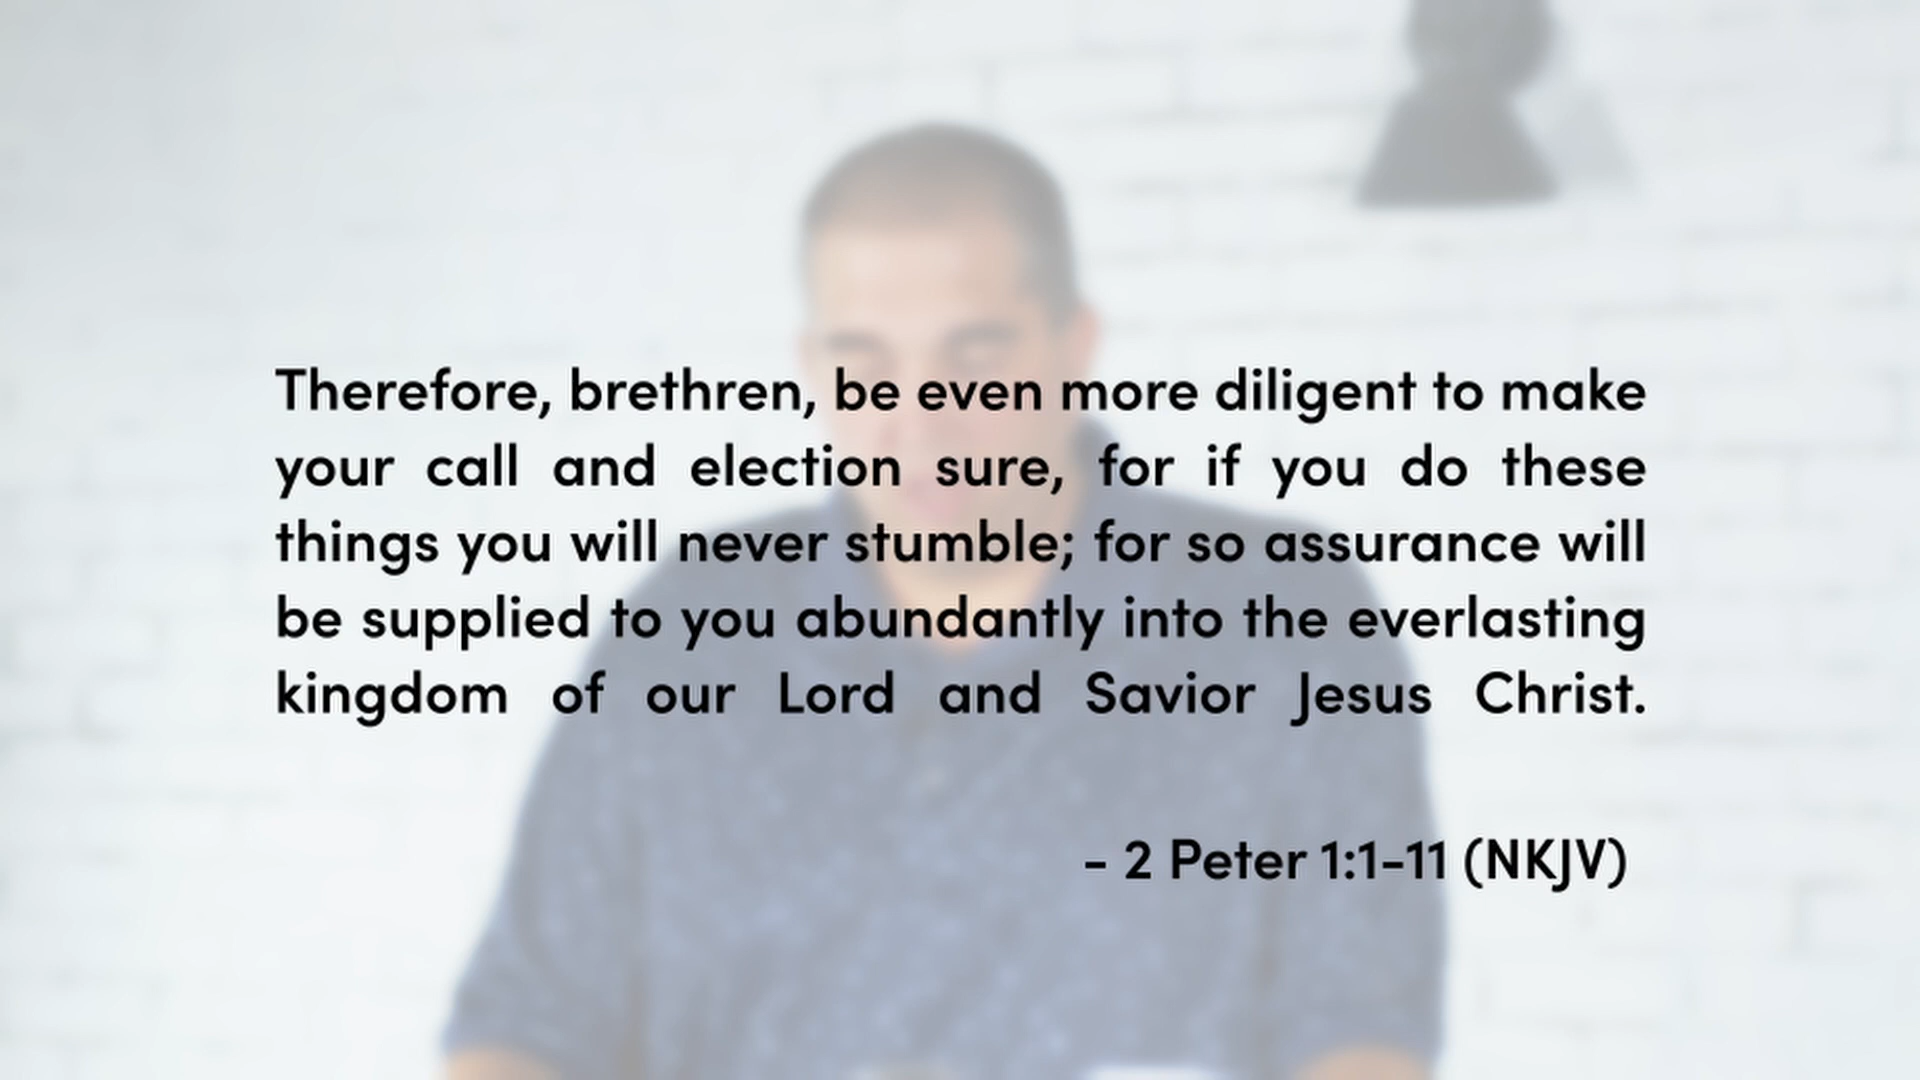 Therefore, brethren, be even more diligent to make
your call and election sure, for if you do these
things you will never stumble; for so assurance will
be supplied to you abundantly into the everlasting
kingdom of our Lord and Savior Jesus Christ.
- 2 Peter 1:1-11 (NKJV)